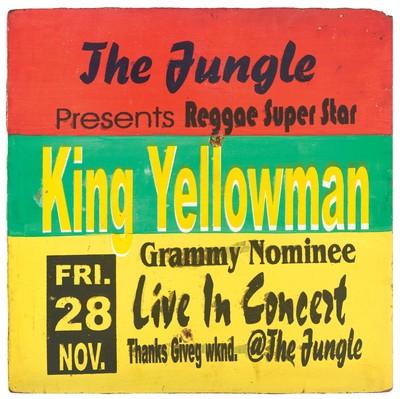 The Jungle
Presents Reggae Super Star
King Yellowman
Grammy Nominee
FRI.
28
NOV.
Live In Concert
Thanks Giveg wknd. @The Jungle